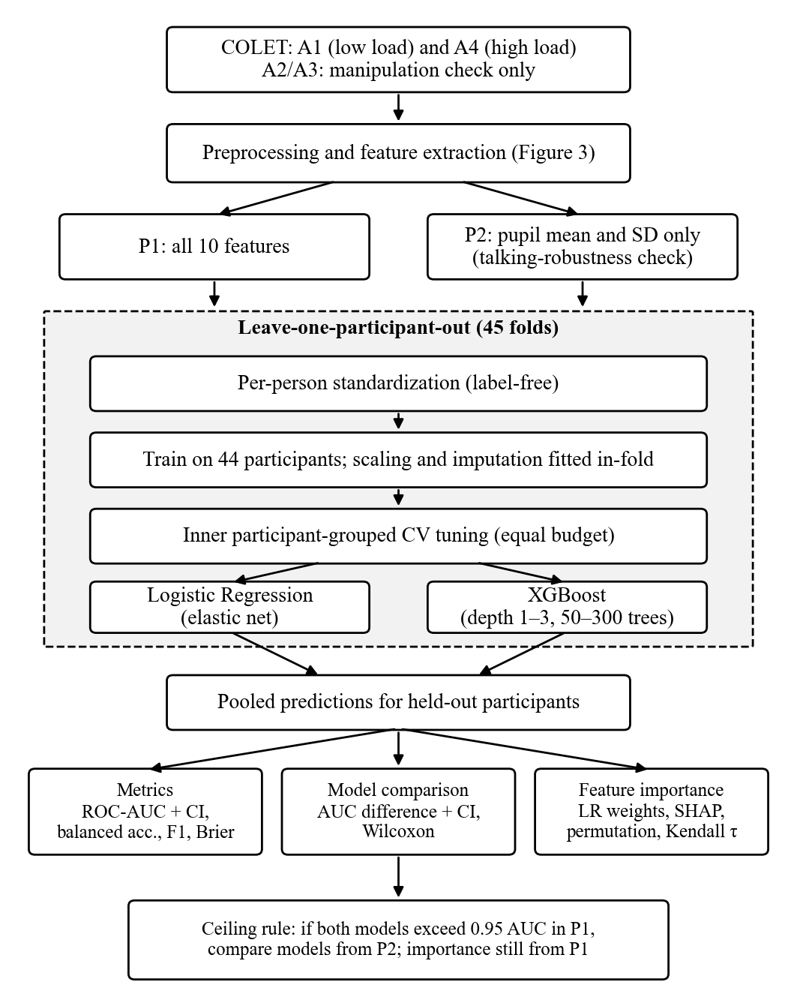 COLET: A1 (low load) and A4 (high load)
A2/A3: manipulation check only
Preprocessing and feature extraction (Figure 3)
P1: all 10 features
P2: pupil mean and SD only
(talking-robustness check)
Leave-one-participant-out (45 folds)
Per-person standardization (label-free)
Train on 44 participants; scaling and imputation fitted in-fold
Inner participant-grouped CV tuning (equal budget)
Logistic Regression
(elastic net)
XGBoost
(depth 1–3, 50–300 trees)
Pooled predictions for held-out participants
Metrics
ROC-AUC + CI,
balanced acc., F1, Brier
Model comparison
AUC difference + CI,
Wilcoxon
Feature importance
LR weights, SHAP,
permutation, Kendall τ
Ceiling rule: if both models exceed 0.95 AUC in P1,
compare models from P2; importance still from P1